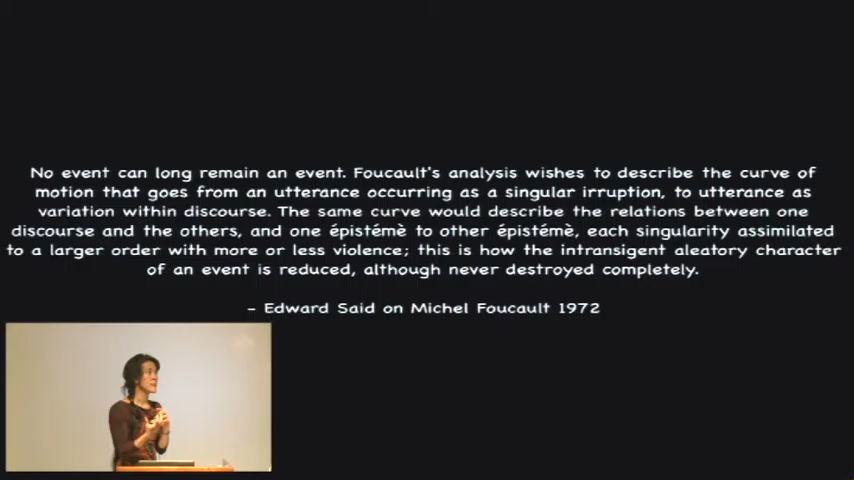 No event can long remain an event. Foucault's analysis wishes to describe the curve of
motion that goes from an utterance occurring as a singular irruption, to utterance as
variation within discourse. The same curve would describe the relations between one
discourse and the others, and one épistémè to other épistémè, each singularity assimilated
to a larger order with more or less violence; this is how the intransigent aleatory character
of an event is reduced, although never destroyed completely.
– Edward Said on Michel Foucault 1972